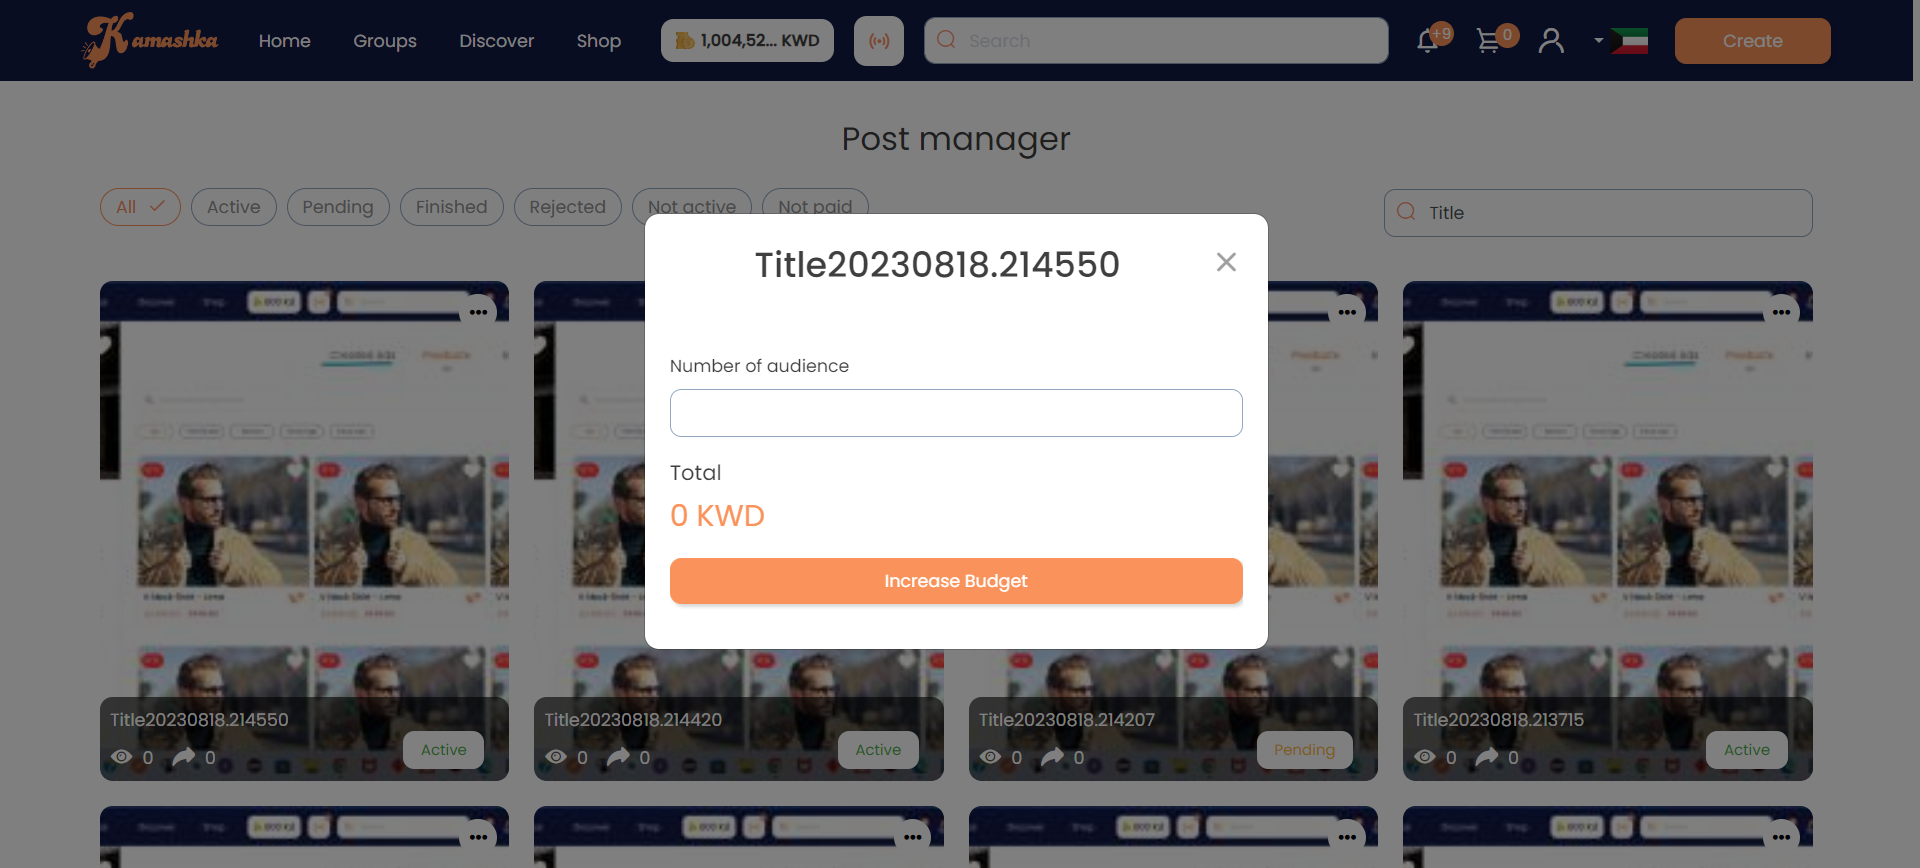 Kamashka
Home
Groups
Discover
Shop
1,004,52... KWD
Search
+9
0
Create
Post manager
All
Active
Pending
Finished
Rejected
Not active
Not paid
Title
Title20230818.214550
Number of audience
Total
0 KWD
Increase Budget
Title20230818.214550
0
0
Active
Title20230818.214420
0
0
Active
Title20230818.214207
0
0
Pending
Title20230818.213715
0
0
Active